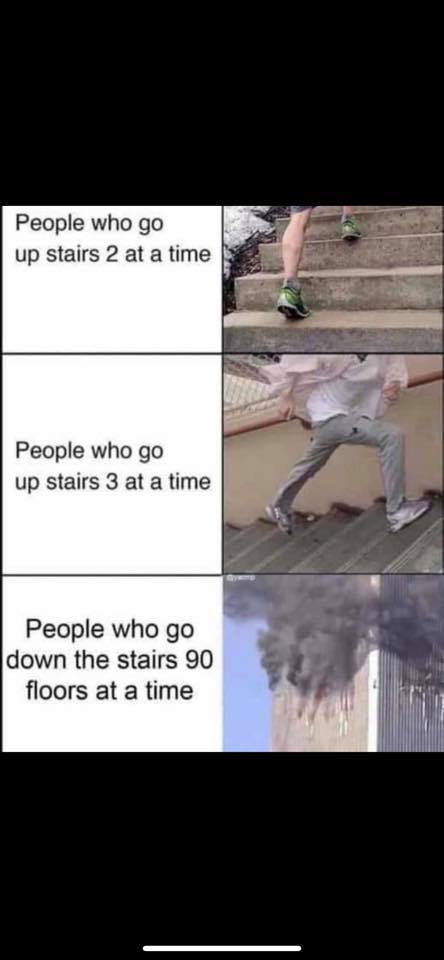 People who go
up stairs 2 at a time
People who go
up stairs 3 at a time
People who go
down the stairs 90
floors at a time